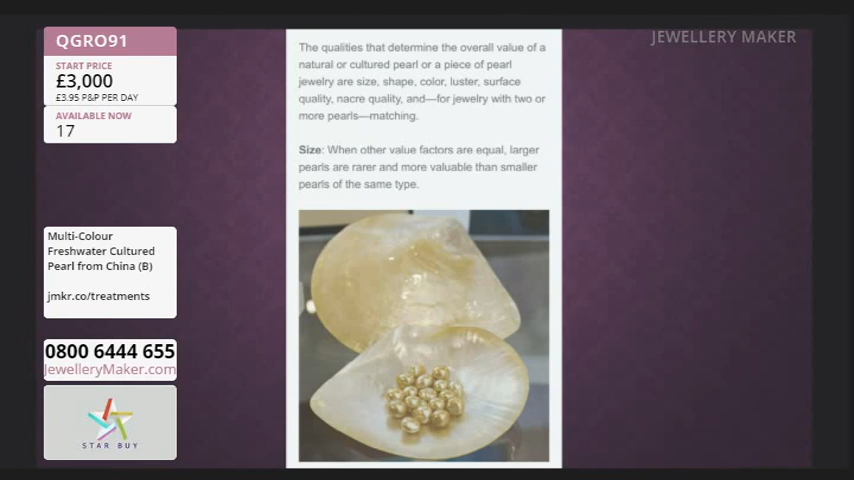 QGRO91
START PRICE
£3,000
£3.95 P&P PER DAY
AVAILABLE NOW
17
Multi-Colour
Freshwater Cultured
Pearl from China (B)
jmkr.co/treatments
0800 6444 655
JewelleryMaker.com
STAR BUY
JEWELLERY MAKER
The qualities that determine the overall value of a
natural or cultured pearl or a piece of pearl
jewelry are size, shape, color, luster, surface
quality, nacre quality, and—for jewelry with two or
more pearls—matching.
Size: When other value factors are equal, larger
pearls are rarer and more valuable than smaller
pearls of the same type.